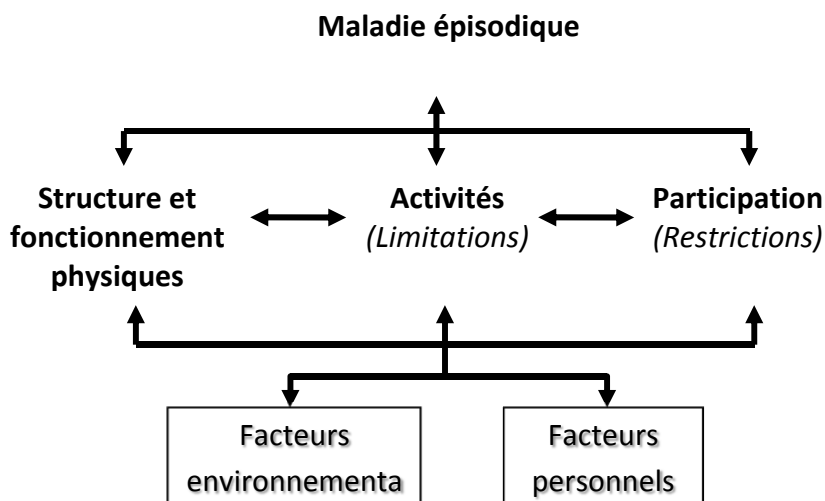 Maladie épisodique
Structure et
fonctionnement
physiques
Activités
(Limitations)
Participation
(Restrictions)
Facteurs
environnementa
Facteurs
personnels